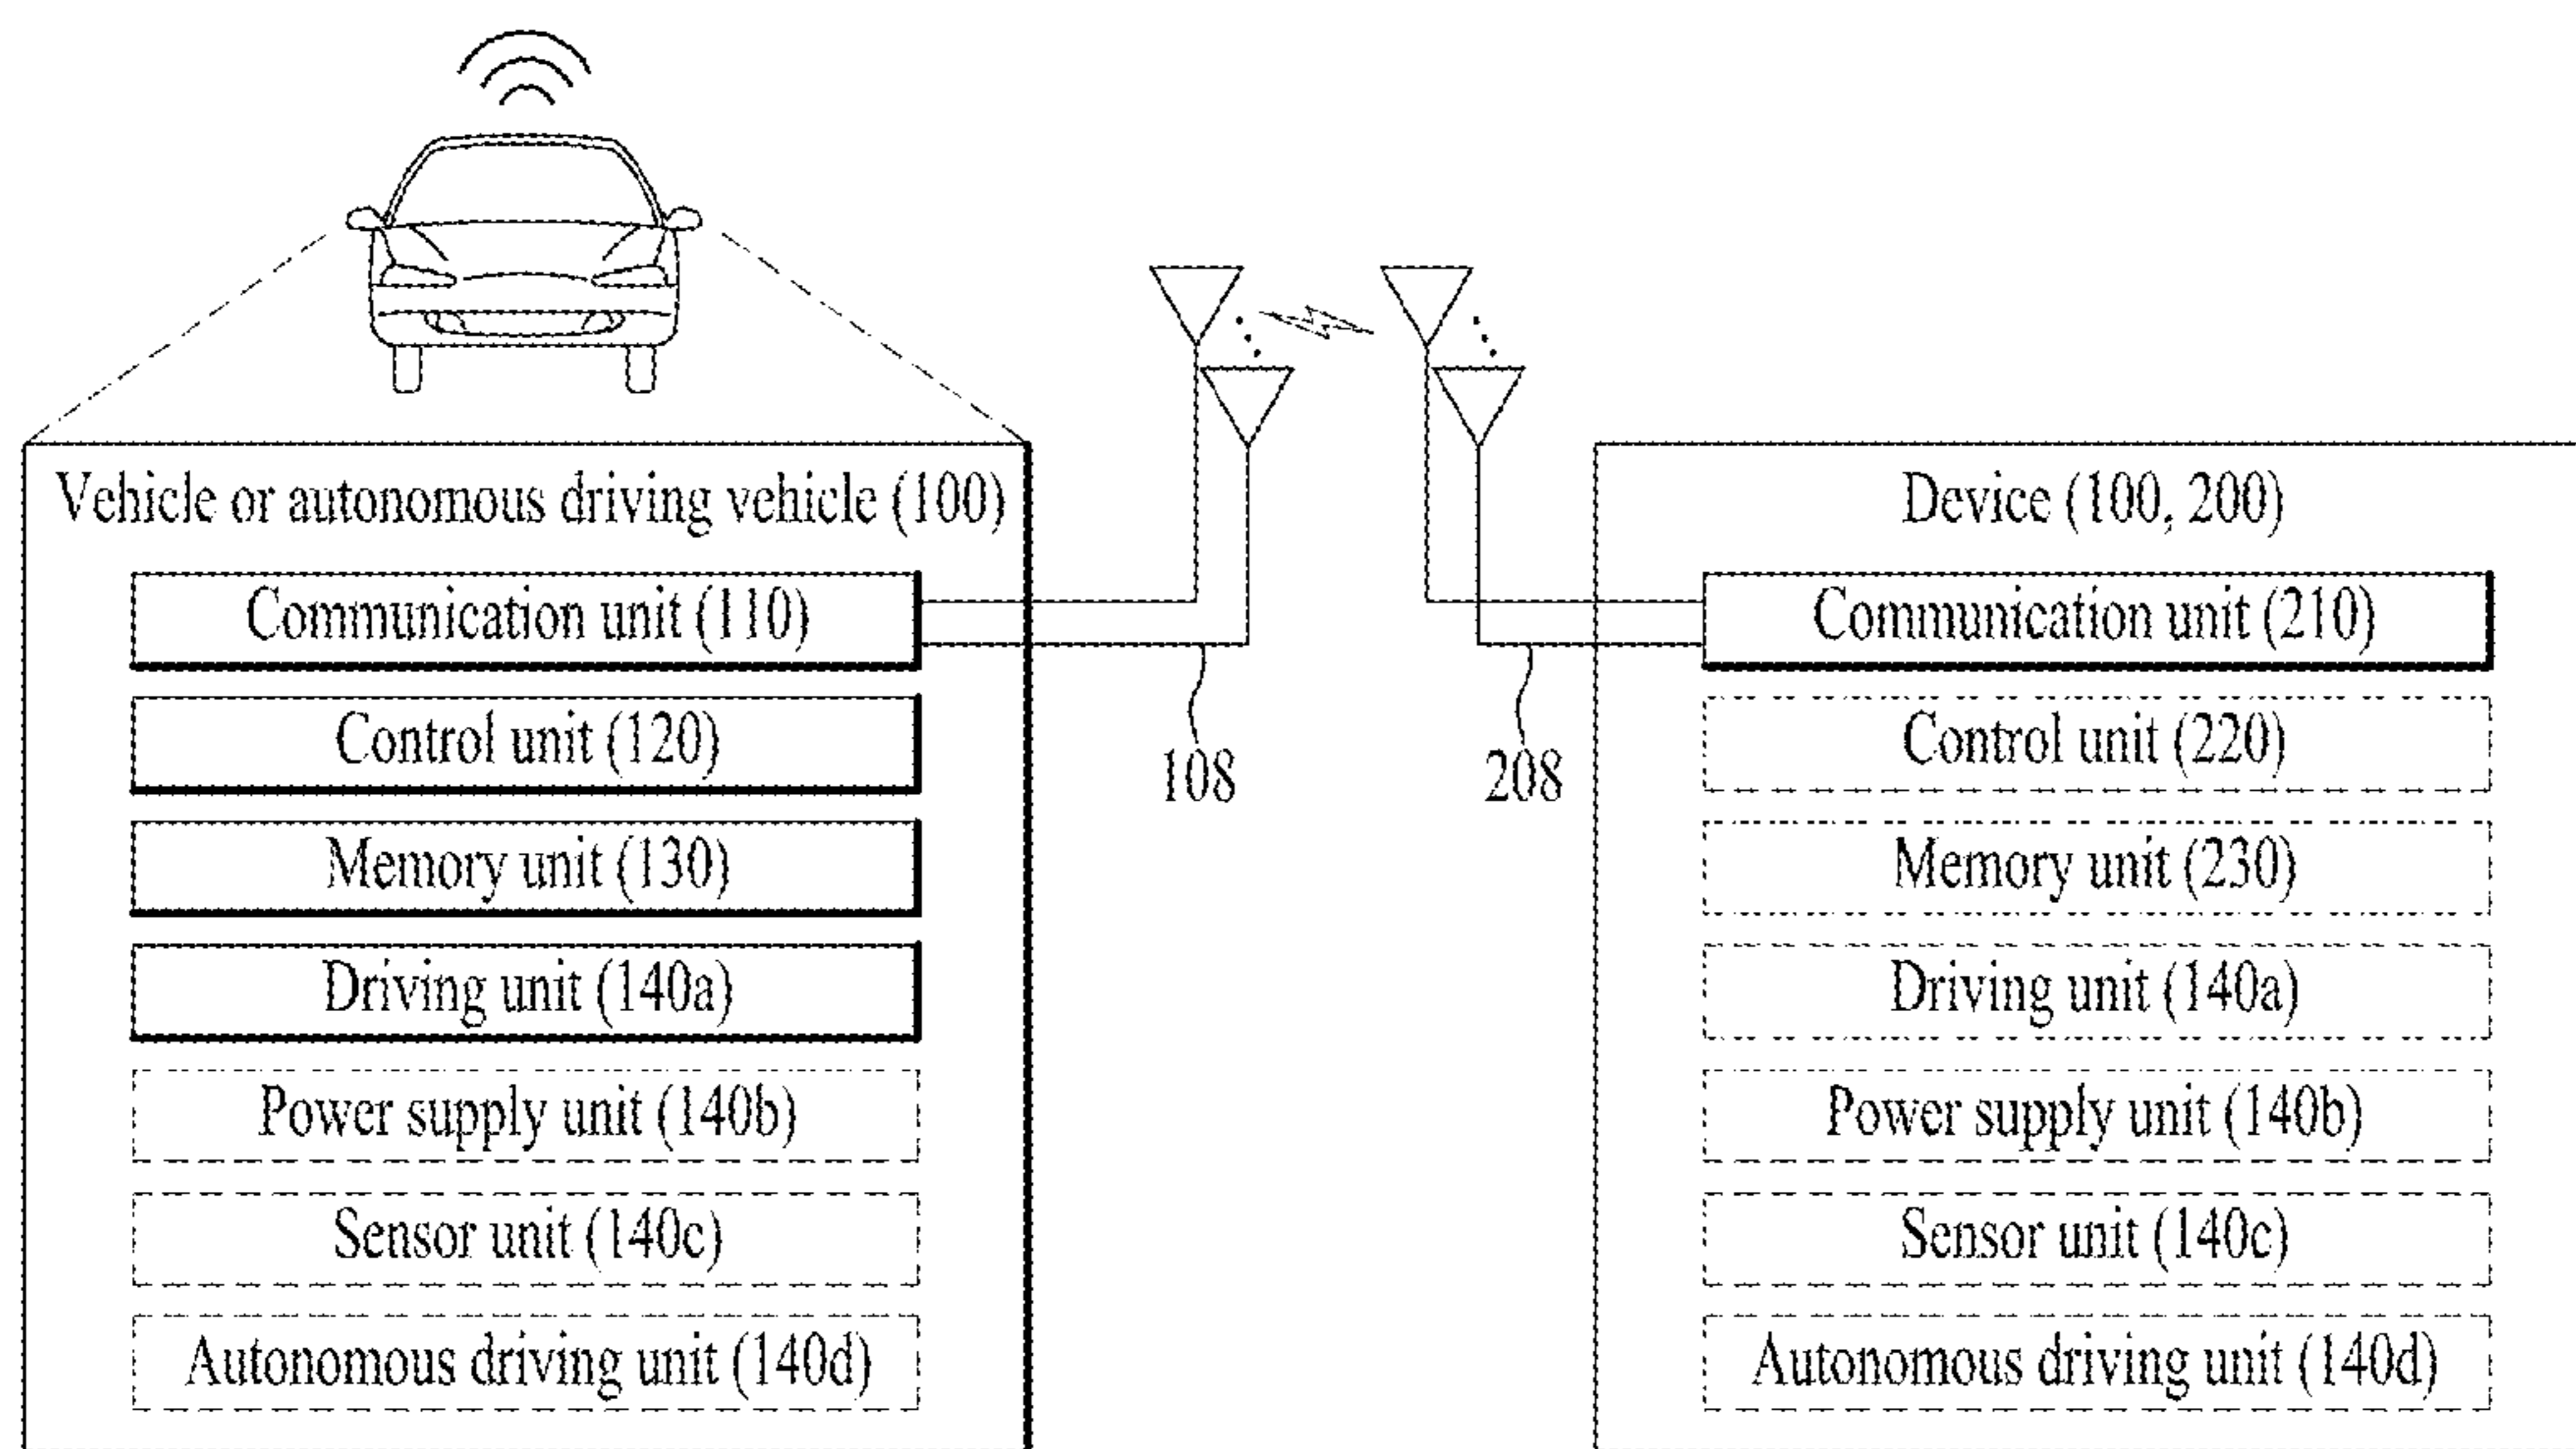 Vehicle or autonomous driving vehicle (100)
Communication unit (110)
Control unit (120)
Memory unit (130)
Driving unit (140a)
Power supply unit (140b)
Sensor unit (140c)
Autonomous driving unit (140d)
108
208
Device (100, 200)
Communication unit (210)
Control unit (220)
Memory unit (230)
Driving unit (140a)
Power supply unit (140b)
Sensor unit (140c)
Autonomous driving unit (140d)